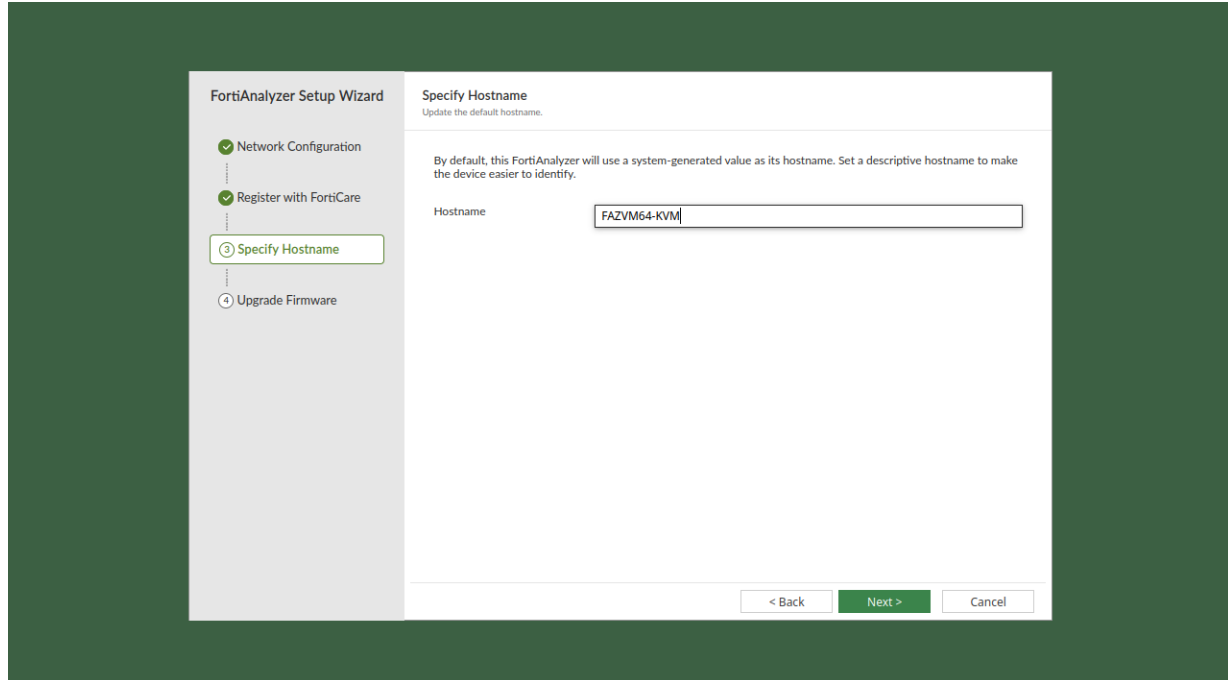 FortiAnalyzer Setup Wizard
Network Configuration
Register with FortiCare
3 Specify Hostname
4 Upgrade Firmware
Specify Hostname
Update the default hostname.
By default, this FortiAnalyzer will use a system-generated value as its hostname. Set a descriptive hostname to make
the device easier to identify.
Hostname
FAZVM64-KVM
< Back
Next >
Cancel